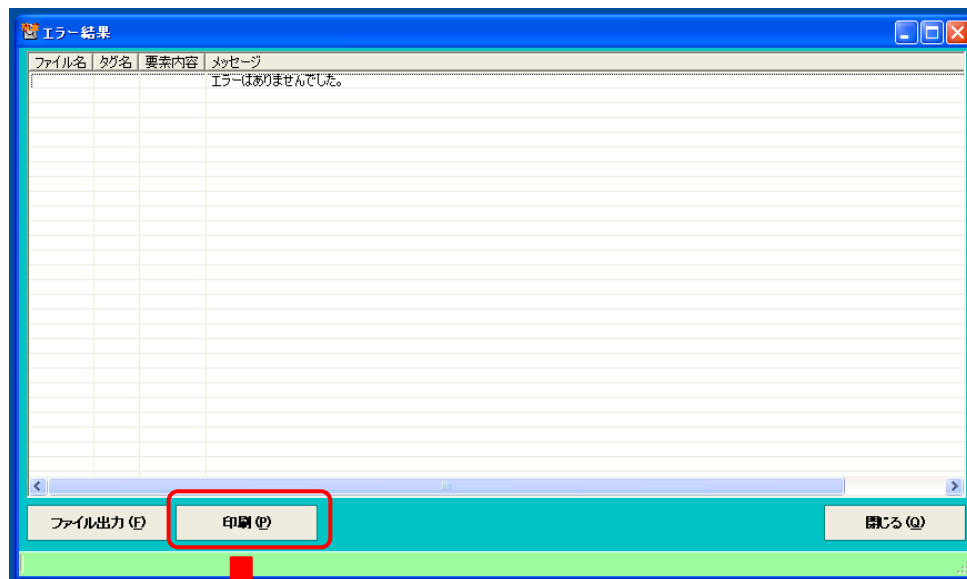 エラー結果
ファイル名 タグ名 要素内容 メッセージ
エラーはありませんでした。
ファイル出力(F) 印刷(P) 閉じる(Q)